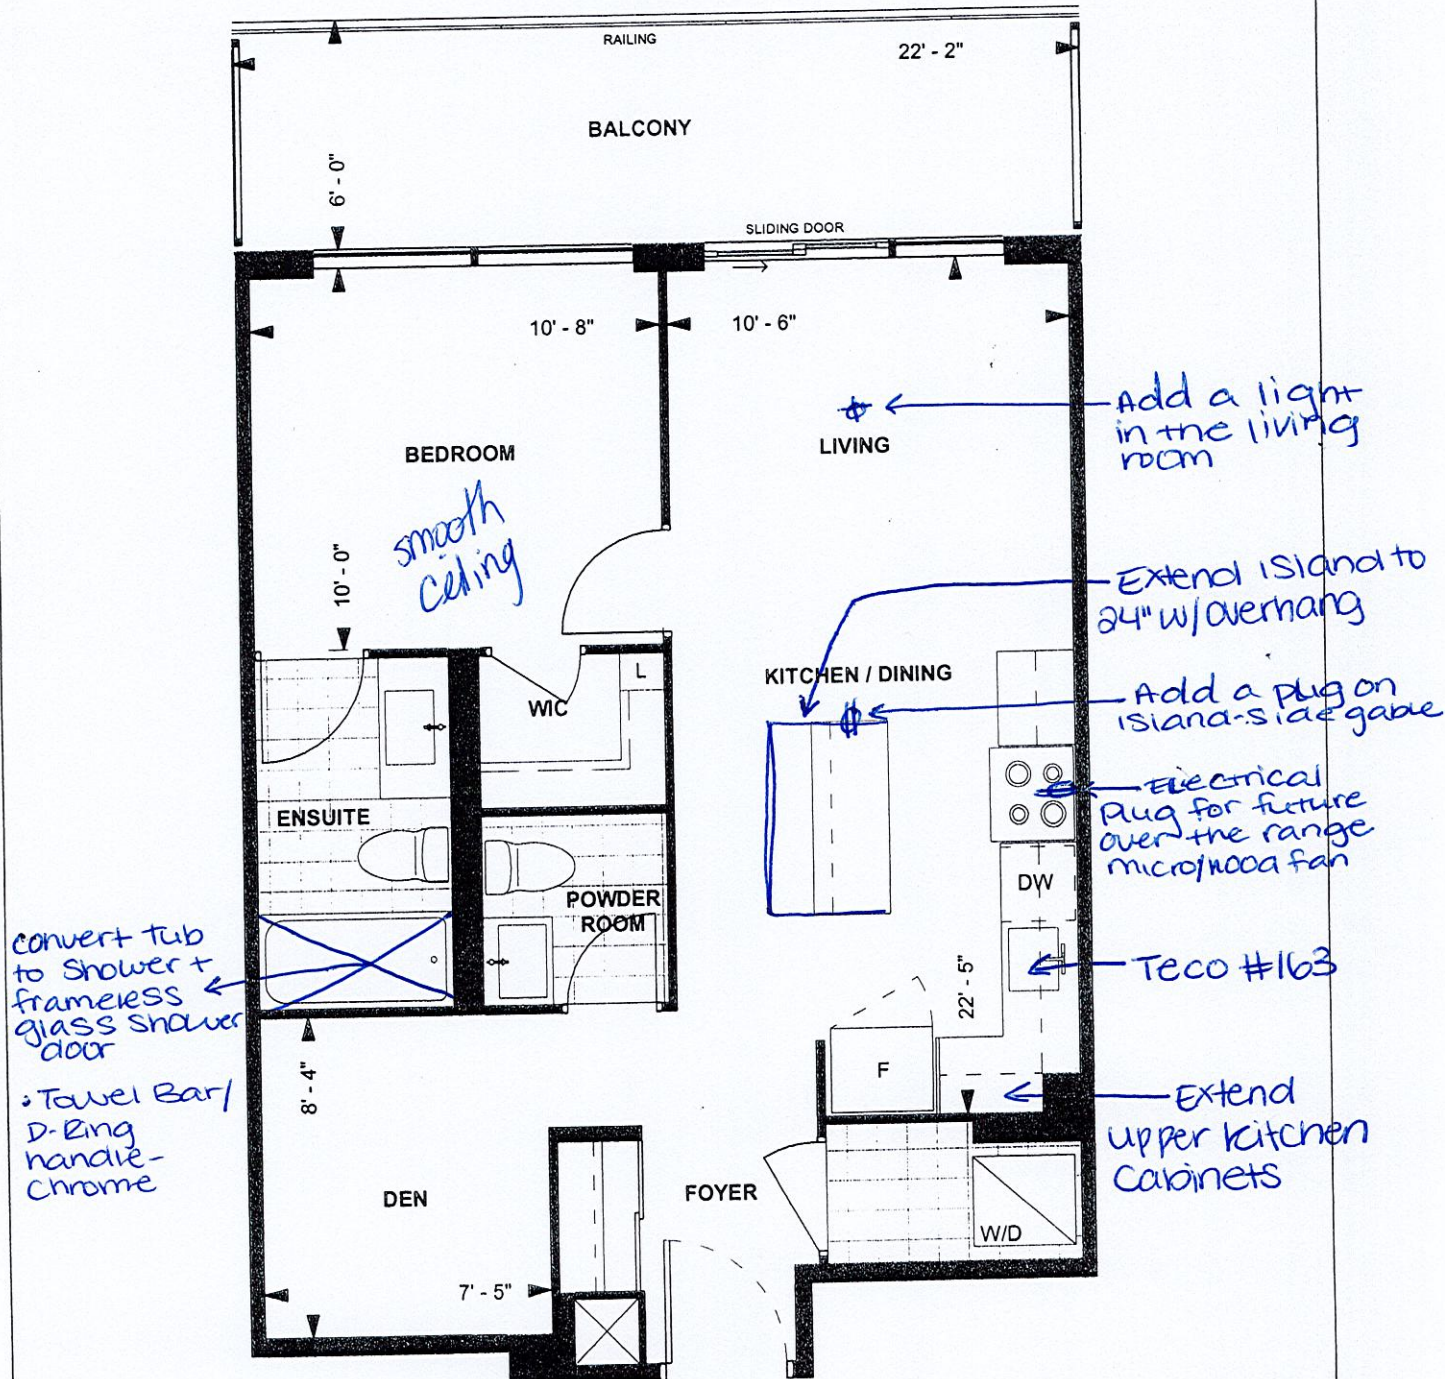 RAILING
22' - 2"
BALCONY
6' - 0"
SLIDING DOOR
10' - 8"
10' - 6"
Add a light
in the living
room
LIVING
BEDROOM
smooth
ceiling
10' - 0"
Extend island to
24" w/overhang
KITCHEN / DINING
L
WIC
Add a plug on
island-side gable
Electrical
plug for future
over the range
micro/hood fan
ENSUITE
DW
POWDER
ROOM
convert tub
to shower +
frameless
glass shower
door
Teco #163
22' - 5"
F
8' - 4"
• Towel Bar/
D-Ring
handle-
chrome
Extend
upper kitchen
cabinets
DEN
FOYER
W/D
7' - 5"